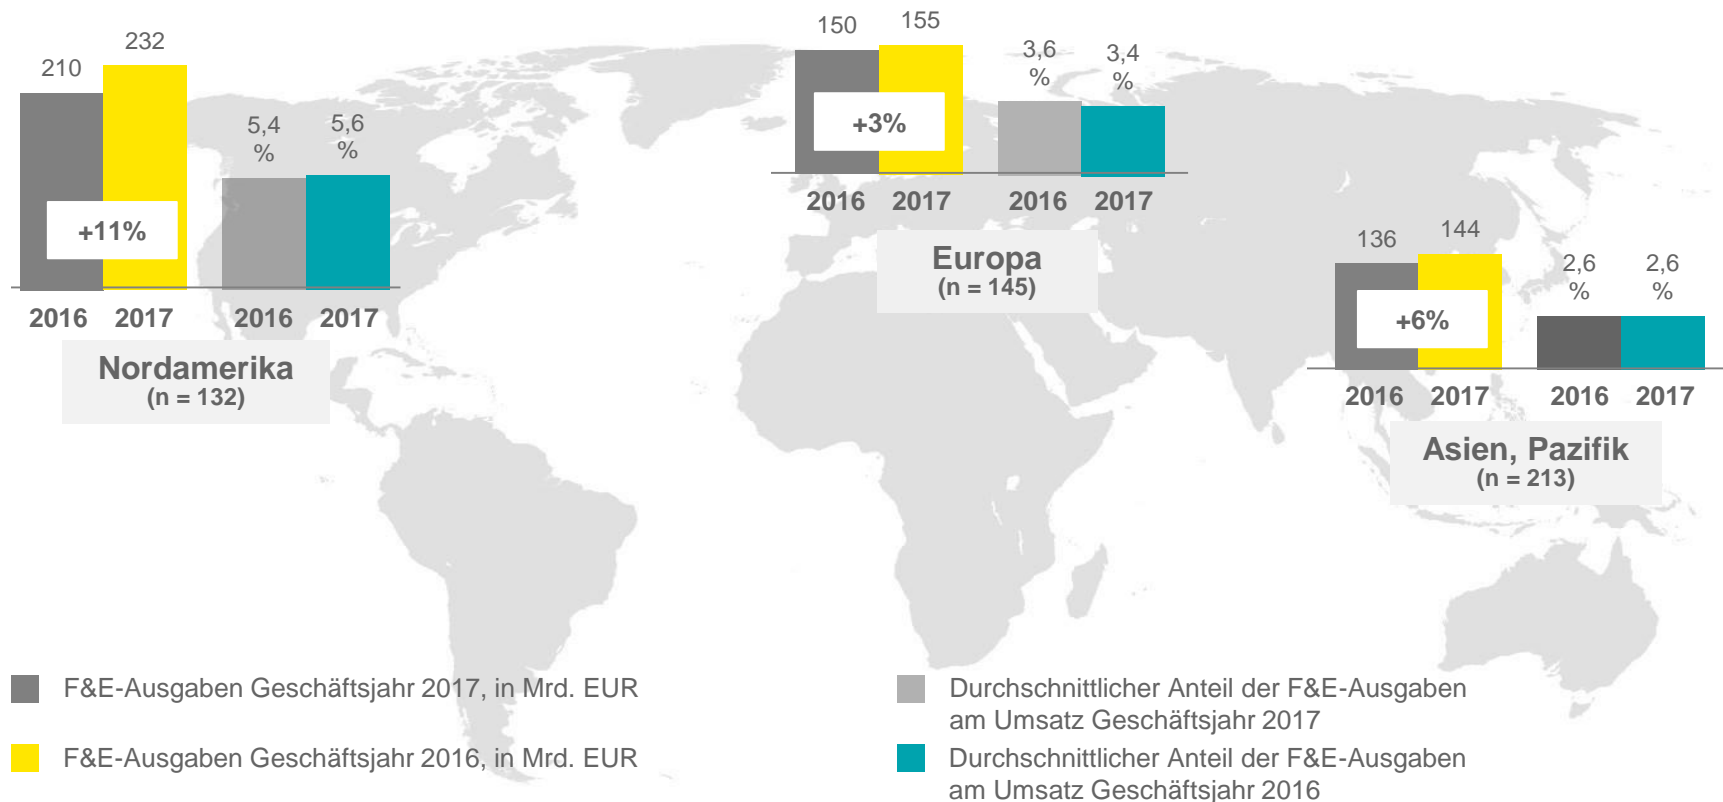 210
232
5,4
%
5,6
%
+11%
2016
2017
2016
2017
Nordamerika
(n = 132)
150
155
3,6
%
3,4
%
+3%
2016
2017
2016
2017
Europa
(n = 145)
136
144
2,6
%
2,6
%
+6%
2016
2017
2016
2017
Asien, Pazifik
(n = 213)
F&E-Ausgaben Geschäftsjahr 2017, in Mrd. EUR
F&E-Ausgaben Geschäftsjahr 2016, in Mrd. EUR
Durchschnittlicher Anteil der F&E-Ausgaben
am Umsatz Geschäftsjahr 2017
Durchschnittlicher Anteil der F&E-Ausgaben
am Umsatz Geschäftsjahr 2016